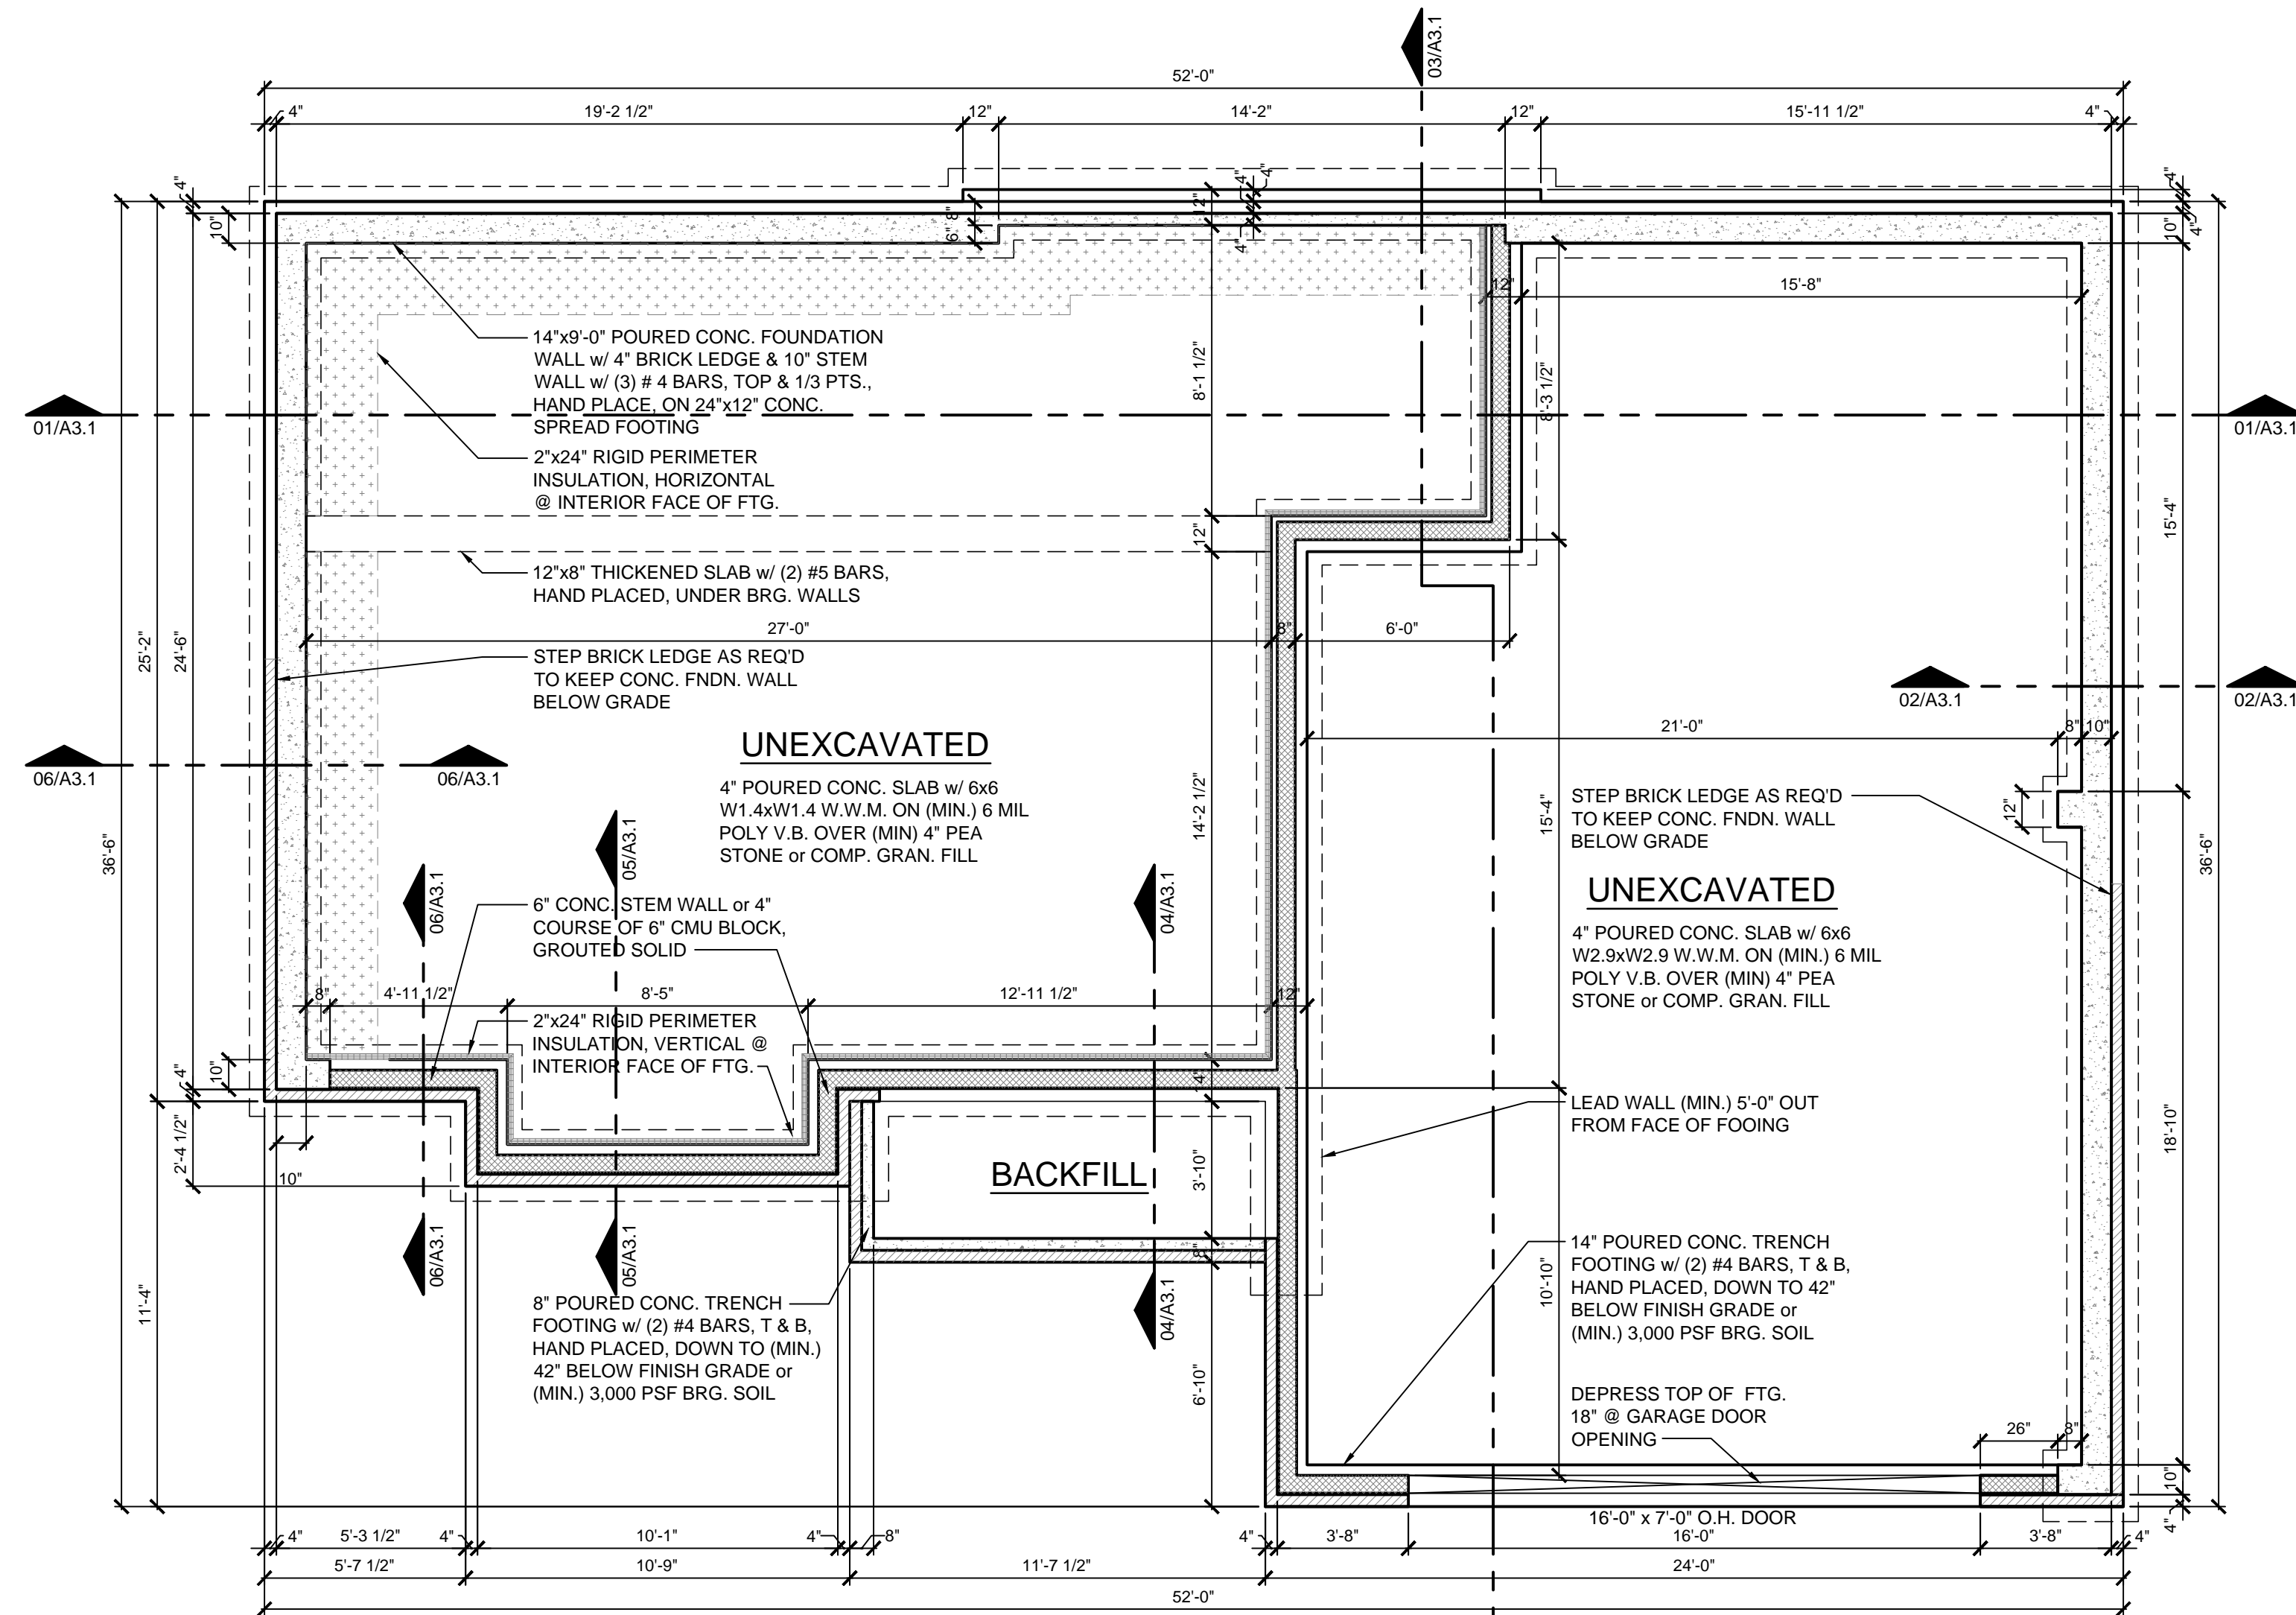 03/A3.1
52'-0"
4"
19'-2 1/2"
12"
14'-2"
12"
15'-11 1/2"
4"
4"
4"
4"
4"
10"
8"
6"
12"
4"
10"
4"
12"
15'-8"
14"x9'-0" POURED CONC. FOUNDATION
WALL w/ 4" BRICK LEDGE & 10" STEM
WALL w/ (3) # 4 BARS, TOP & 1/3 PTS.,
HAND PLACE, ON 24"x12" CONC.
SPREAD FOOTING
8'-1 1/2"
8'-3 1/2"
01/A3.1
01/A3.1
2"x24" RIGID PERIMETER
INSULATION, HORIZONTAL
@ INTERIOR FACE OF FTG.
12"
15'-4"
12"x8" THICKENED SLAB w/ (2) #5 BARS,
HAND PLACED, UNDER BRG. WALLS
27'-0"
8"
6'-0"
25'-2"
24'-6"
STEP BRICK LEDGE AS REQ'D
TO KEEP CONC. FNDN. WALL
BELOW GRADE
02/A3.1
02/A3.1
21'-0"
8"
10"
UNEXCAVATED
06/A3.1
06/A3.1
4" POURED CONC. SLAB w/ 6x6
W1.4xW1.4 W.W.M. ON (MIN.) 6 MIL
POLY V.B. OVER (MIN) 4" PEA
STONE or COMP. GRAN. FILL
14'-2 1/2"
15'-4"
STEP BRICK LEDGE AS REQ'D
TO KEEP CONC. FNDN. WALL
BELOW GRADE
12"
36'-6"
36'-6"
05/A3.1
06/A3.1
04/A3.1
UNEXCAVATED
6" CONC. STEM WALL or 4"
COURSE OF 6" CMU BLOCK,
GROUTED SOLID
4" POURED CONC. SLAB w/ 6x6
W2.9xW2.9 W.W.M. ON (MIN.) 6 MIL
POLY V.B. OVER (MIN) 4" PEA
STONE or COMP. GRAN. FILL
8"
4'-11 1/2"
8'-5"
12'-11 1/2"
12"
2"x24" RIGID PERIMETER
INSULATION, VERTICAL @
INTERIOR FACE OF FTG.
4"
10"
14"
LEAD WALL (MIN.) 5'-0" OUT
FROM FACE OF FOOING
2'-4 1/2"
10"
BACKFILL
3'-10"
18'-10"
06/A3.1
05/A3.1
04/A3.1
8"
14" POURED CONC. TRENCH
FOOTING w/ (2) #4 BARS, T & B,
HAND PLACED, DOWN TO 42"
BELOW FINISH GRADE or
(MIN.) 3,000 PSF BRG. SOIL
11'-4"
10'-10"
8" POURED CONC. TRENCH
FOOTING w/ (2) #4 BARS, T & B,
HAND PLACED, DOWN TO (MIN.)
42" BELOW FINISH GRADE or
(MIN.) 3,000 PSF BRG. SOIL
6'-10"
DEPRESS TOP OF FTG.
18" @ GARAGE DOOR
OPENING
26"
8"
10"
4"
16'-0" x 7'-0" O.H. DOOR
4"
5'-3 1/2"
4"
10'-1"
4"
8"
4"
3'-8"
16'-0"
3'-8"
4"
5'-7 1/2"
10'-9"
11'-7 1/2"
24'-0"
52'-0"